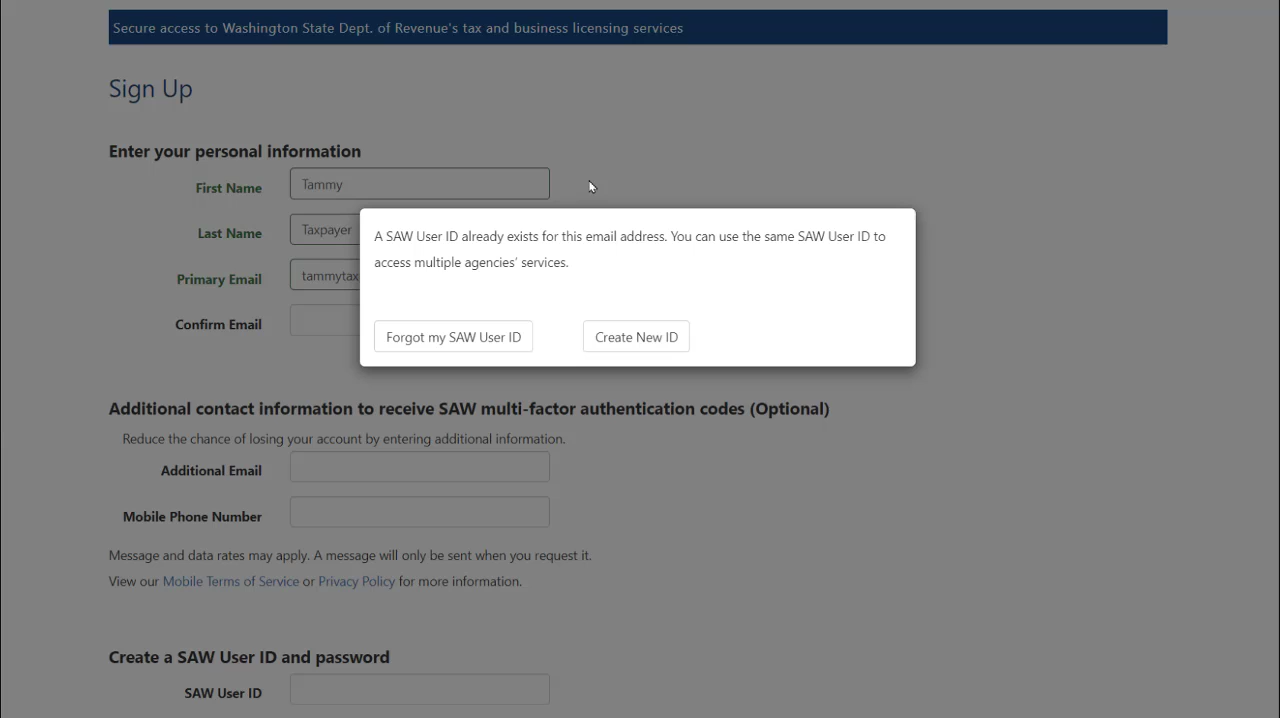 Secure access to Washington State Dept. of Revenue's tax and business licensing services
Sign Up
Enter your personal information
First Name
Tammy
Last Name
Taxpayer
Primary Email
tammytax
Confirm Email
A SAW User ID already exists for this email address. You can use the same SAW User ID to
access multiple agencies' services.
Forgot my SAW User ID
Create New ID
Additional contact information to receive SAW multi-factor authentication codes (Optional)
Reduce the chance of losing your account by entering additional information.
Additional Email
Mobile Phone Number
Message and data rates may apply. A message will only be sent when you request it.
View our Mobile Terms of Service or Privacy Policy for more information.
Create a SAW User ID and password
SAW User ID